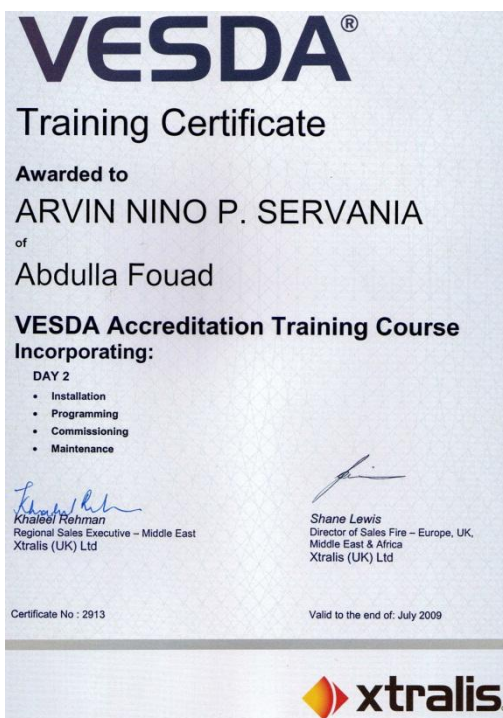 VESDA®
Training Certificate
Awarded to
ARVIN NINO P. SERVANIA
of
Abdulla Fouad
VESDA Accreditation Training Course
Incorporating:
DAY 2
• Installation
• Programming
• Commissioning
• Maintenance
Khaleel Rehman
Regional Sales Executive – Middle East
Xtralis (UK) Ltd
Shane Lewis
Director of Sales Fire – Europe, UK,
Middle East & Africa
Xtralis (UK) Ltd
Certificate No : 2913
Valid to the end of: July 2009
xtralis